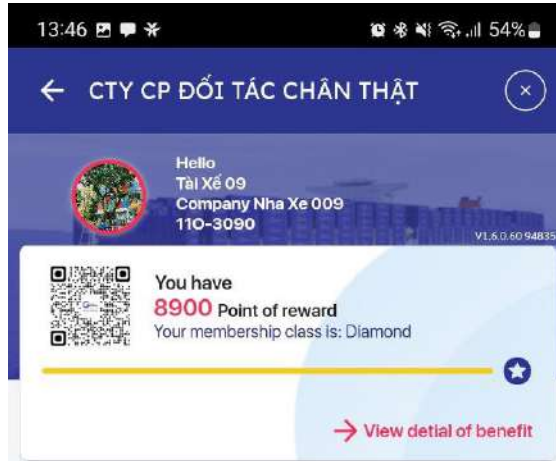 13:46 54%
CTY CP ĐỐI TÁC CHÂN THẬT
Hello
Tài Xế 09
Company Nha Xe 009
110-3090
V1.6.0.60 94835
You have
8900 Point of reward
Your membership class is: Diamond
View detial of benefit